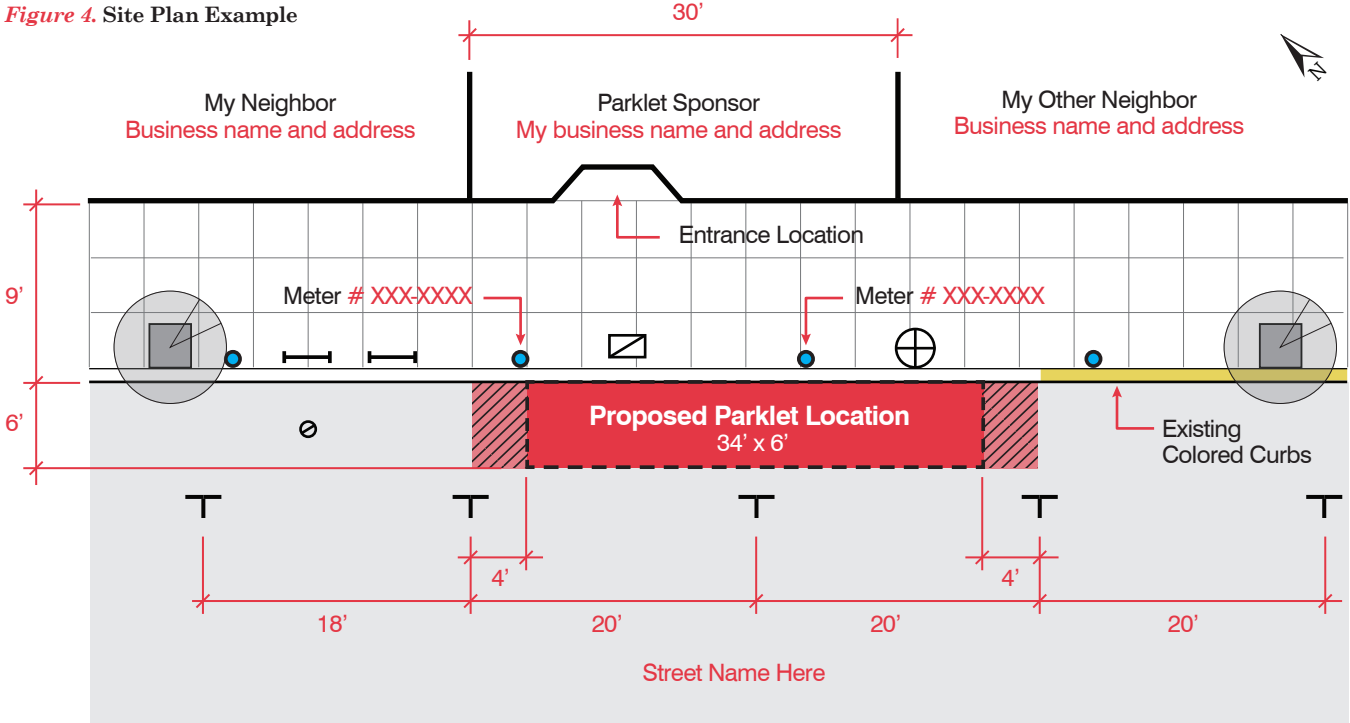 Figure 4. Site Plan Example
30’
N
My Neighbor
Business name and address
Parklet Sponsor
My business name and address
My Other Neighbor
Business name and address
Entrance Location
9’
Meter # XXX-XXXX
Meter # XXX-XXXX
6’
Proposed Parklet Location
34’ x 6’
Existing
Colored Curbs
4’
4’
18’
20’
20’
20’
Street Name Here